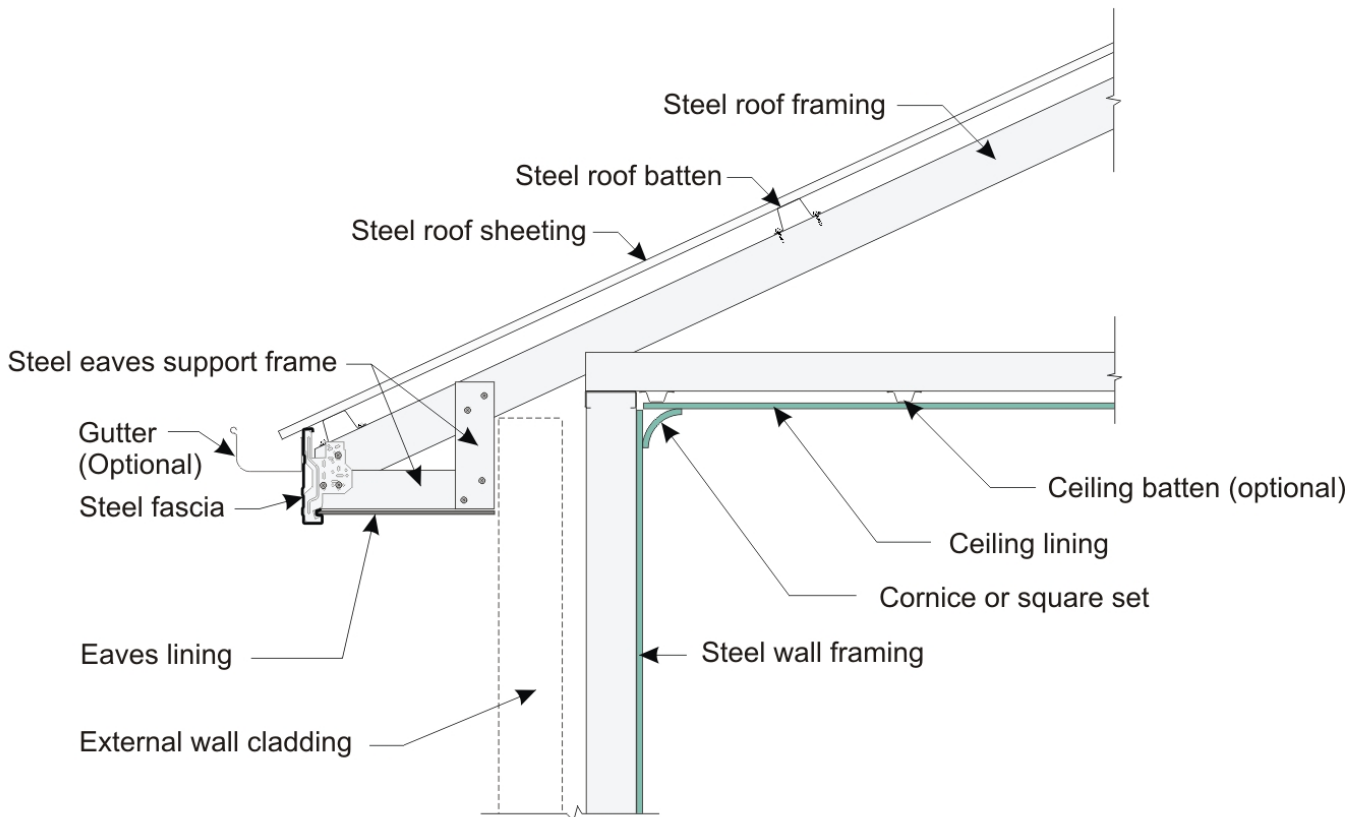 Steel roof framing
Steel roof batten
Steel roof sheeting
Steel eaves support frame
Gutter
(Optional)
Steel fascia
Ceiling batten (optional)
Ceiling lining
Cornice or square set
Eaves lining
Steel wall framing
External wall cladding